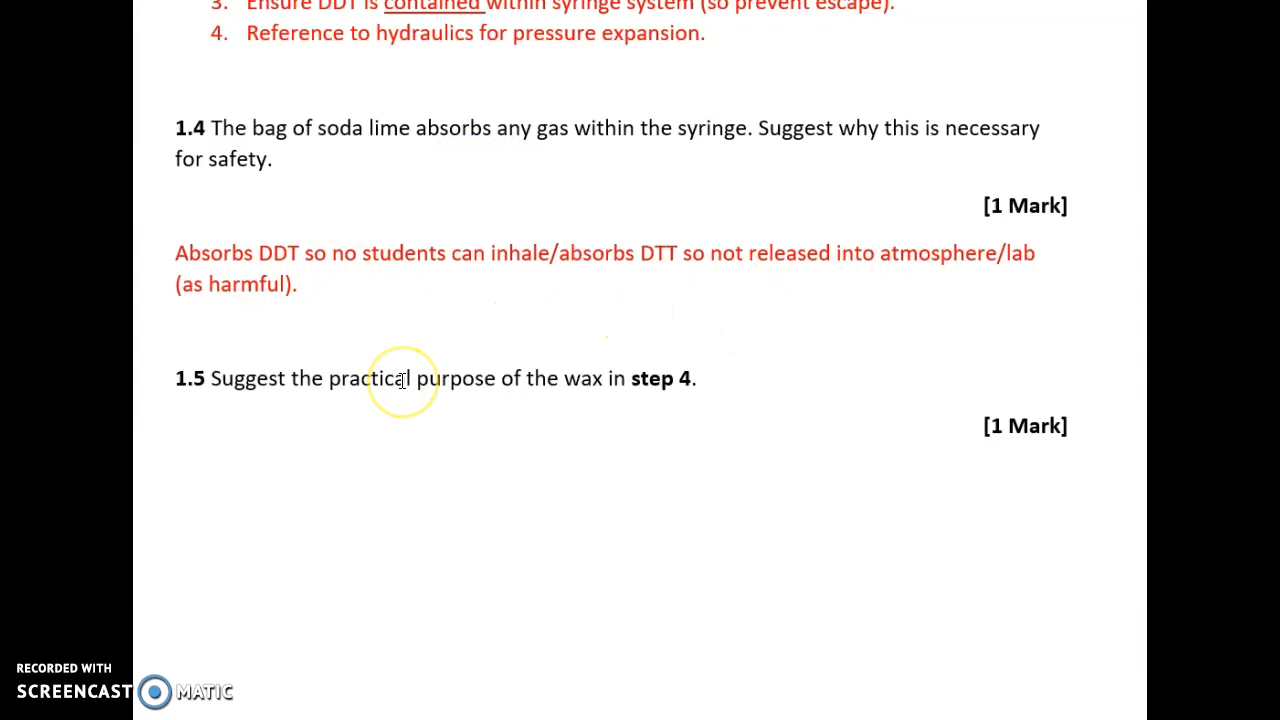 3. Ensure DDT is contained within syringe system (so prevent escape).
4. Reference to hydraulics for pressure expansion.
1.4 The bag of soda lime absorbs any gas within the syringe. Suggest why this is necessary
for safety.
[1 Mark]
Absorbs DDT so no students can inhale/absorbs DTT so not released into atmosphere/lab
(as harmful).
1.5 Suggest the practical purpose of the wax in step 4.
[1 Mark]
RECORDED WITH
SCREENCAST MATIC